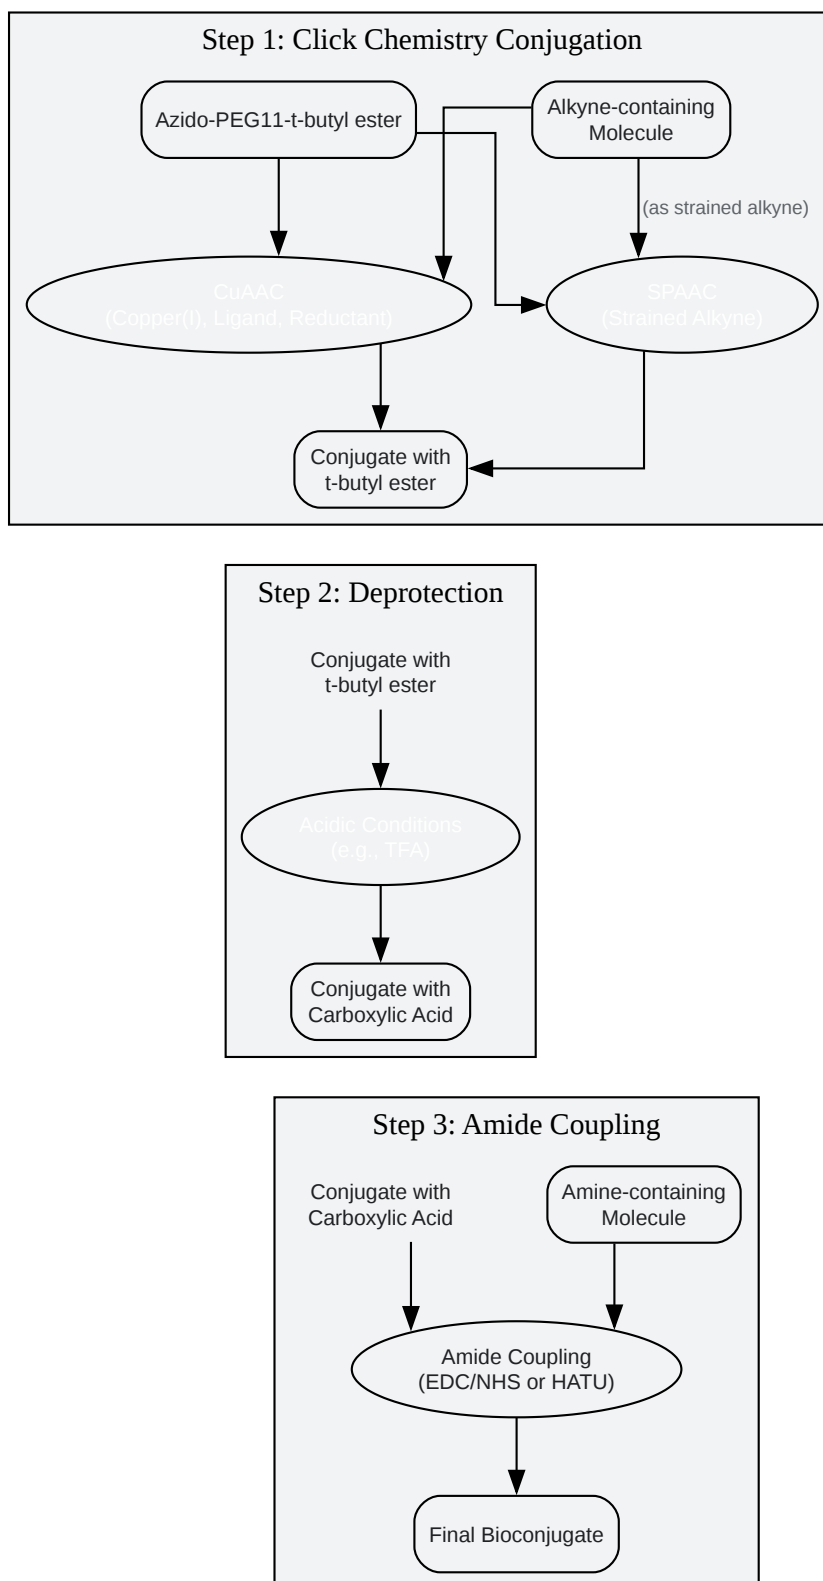 Step 1: Click Chemistry Conjugation
Azido-PEG11-t-butyl ester
Alkyne-containing
Molecule
(as strained alkyne)
CuAAC
(Copper(I), Ligand, Reductant)
SPAAC
(Strained Alkyne)
Conjugate with
t-butyl ester
Step 2: Deprotection
Conjugate with
t-butyl ester
Acidic Conditions
(e.g., TFA)
Conjugate with
Carboxylic Acid
Step 3: Amide Coupling
Conjugate with
Carboxylic Acid
Amine-containing
Molecule
Amide Coupling
(EDC/NHS or HATU)
Final Bioconjugate